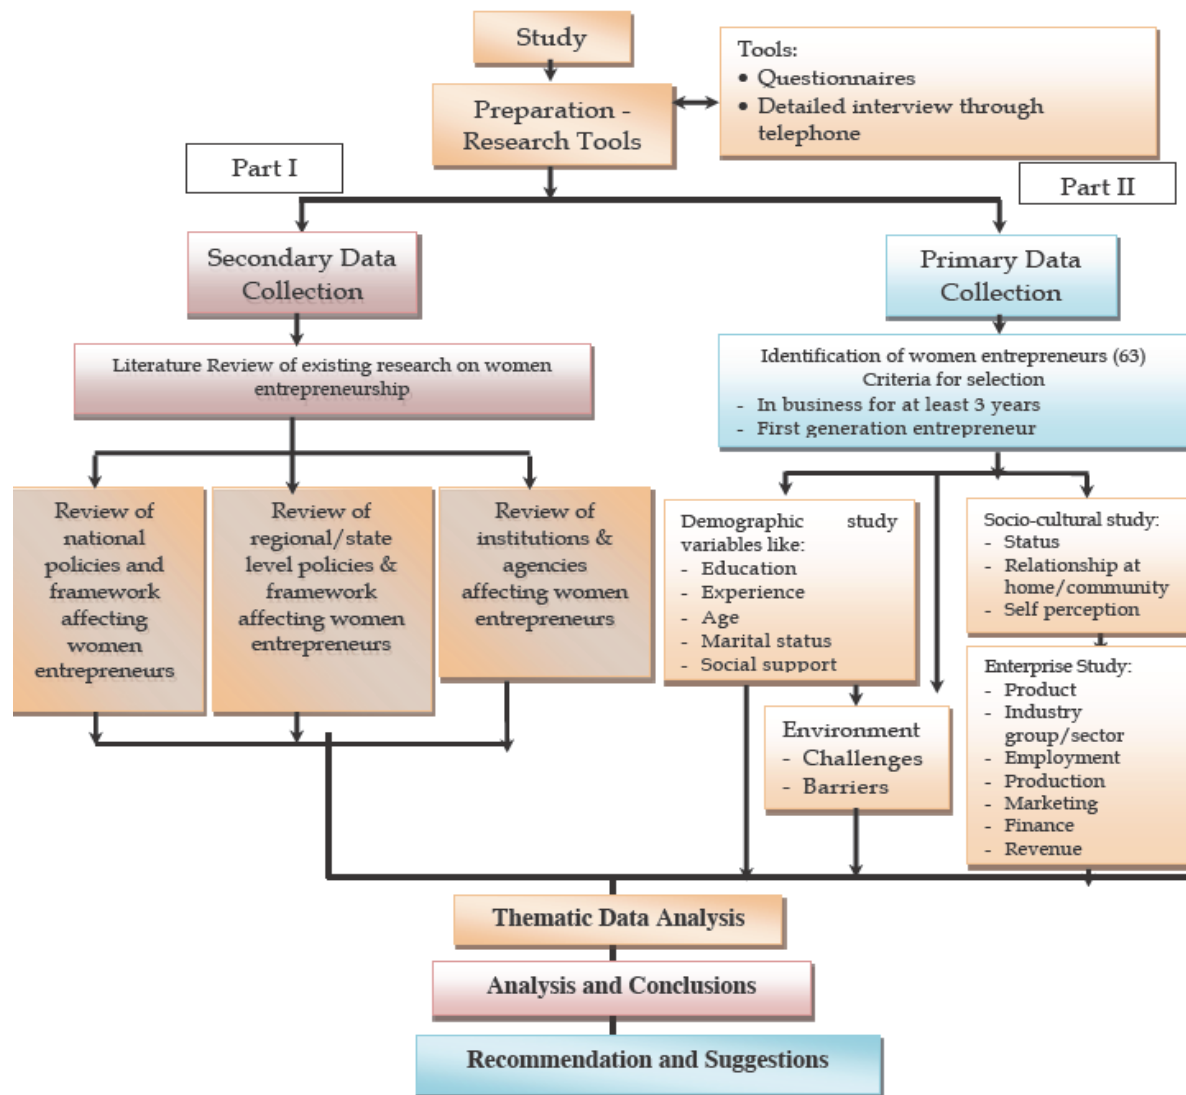 Study
Tools:
• Questionnaires
• Detailed interview through
telephone
Preparation -
Research Tools
Part I
Part II
Secondary Data
Collection
Primary Data
Collection
Literature Review of existing research on women
entrepreneurship
Identification of women entrepreneurs (63)
Criteria for selection
- In business for at least 3 years
- First generation entrepreneur
Review of
national
policies and
framework
affecting
women
entrepreneurs
Review of
regional/state
level policies &
framework
affecting women
entrepreneurs
Review of
institutions &
agencies
affecting women
entrepreneurs
Demographic study
variables like:
- Education
- Experience
- Age
- Marital status
- Social support
Socio-cultural study:
- Status
- Relationship at
home/community
- Self perception
Environment
- Challenges
- Barriers
Enterprise Study:
- Product
- Industry
group/sector
- Employment
- Production
- Marketing
- Finance
- Revenue
Thematic Data Analysis
Analysis and Conclusions
Recommendation and Suggestions